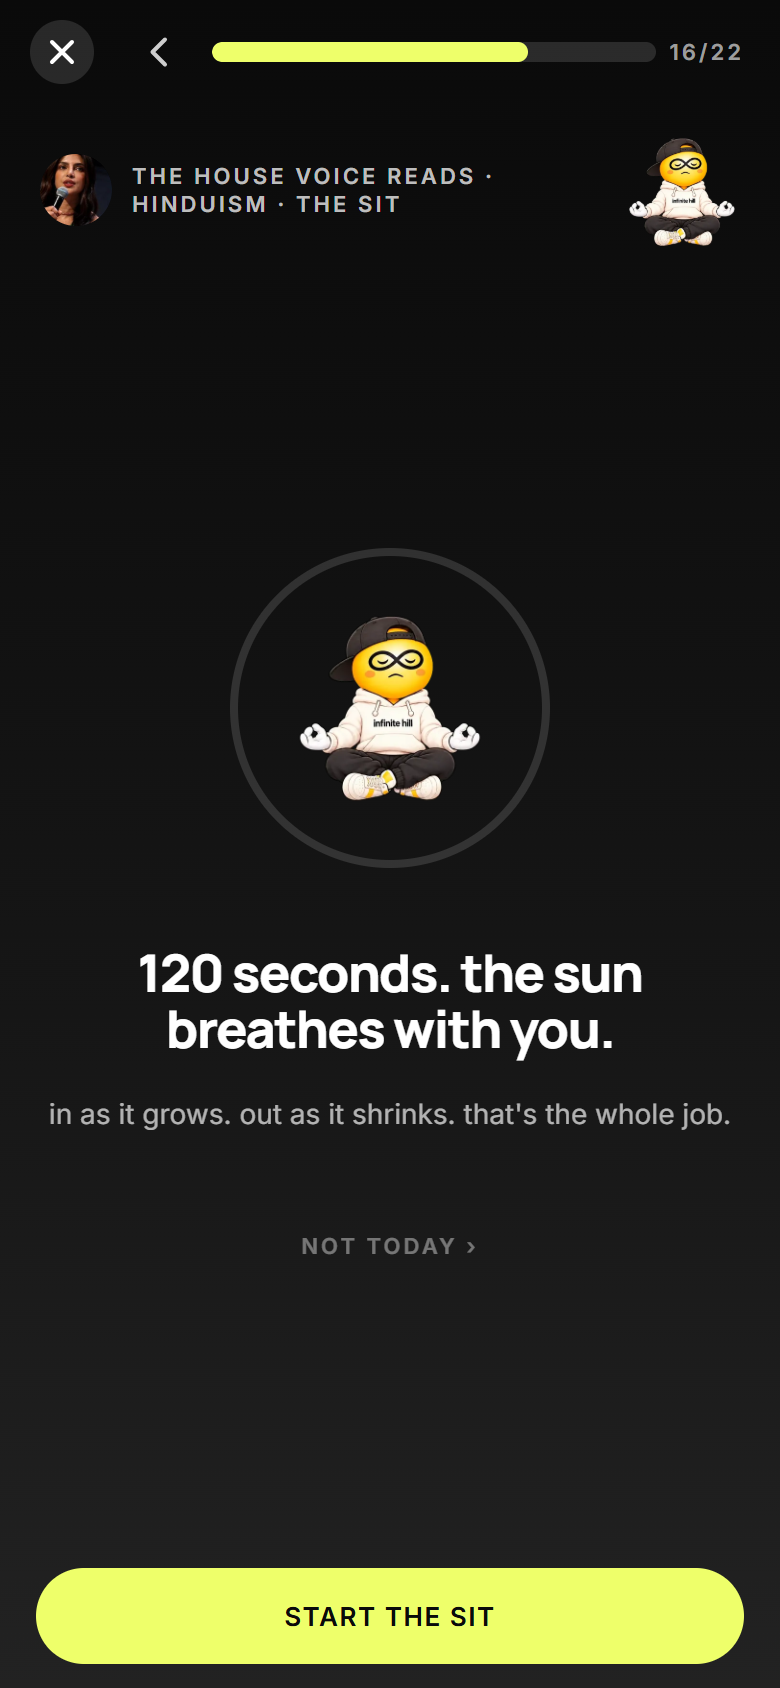 16/22
THE HOUSE VOICE READS ·
HINDUISM · THE SIT
infinite hill
infinite hill
120 seconds. the sun
breathes with you.
in as it grows. out as it shrinks. that's the whole job.
NOT TODAY ›
START THE SIT